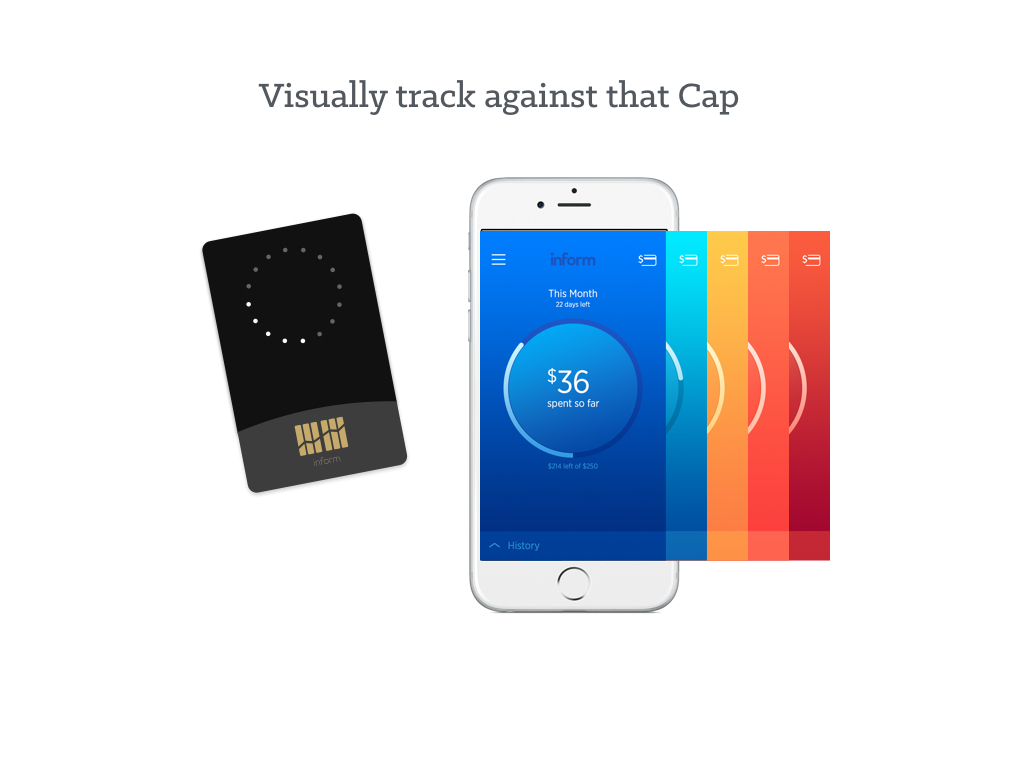 Visually track against that Cap
inform
$
$
$
$
$
This Month
22 days left
$36
spent so far
$214 left of $250
History
inform